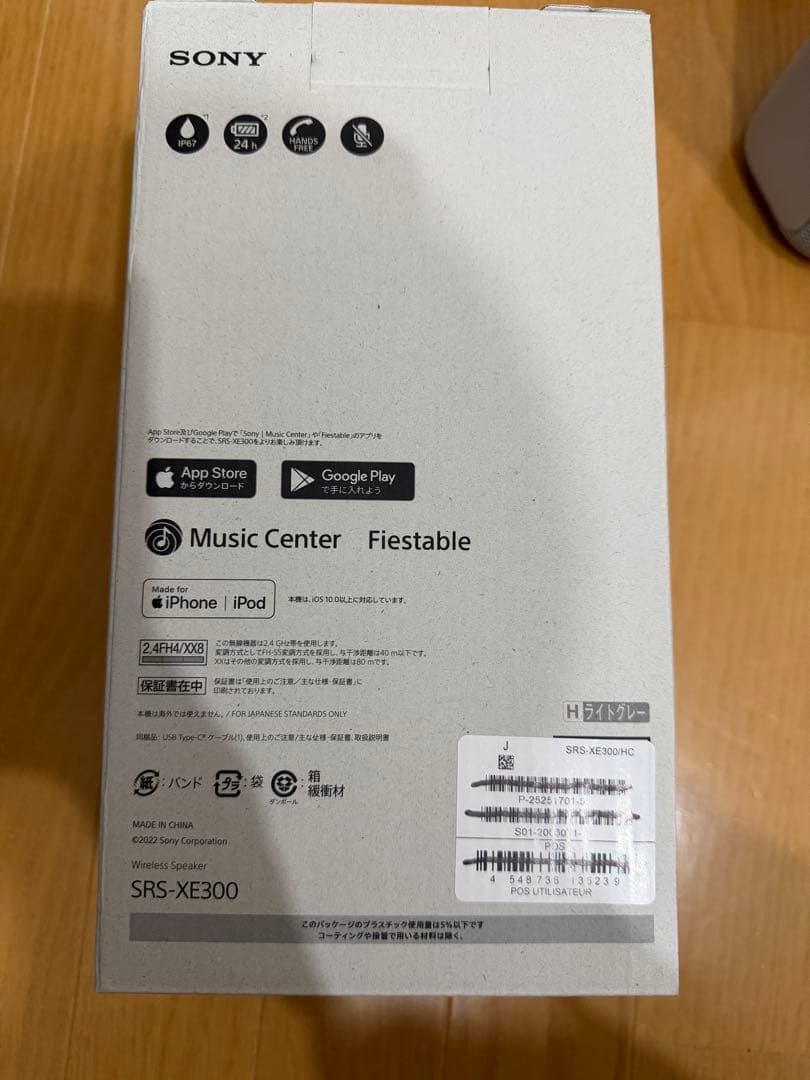 SONY
*1
*2
IP67
24 h
HANDS
FREE
App Store及びGoogle Playで「Sony | Music Center」や「Fiestable」のアプリを
ダウンロードすることで、SRS-XE300をよりお楽しみ頂けます。
App Store
からダウンロード
Google Play
で手に入れよう
Music Center
Fiestable
Made for
iPhone | iPod
本機は、iOS 10.0以上に対応しています。
2.4FH4/XX8
この無線機器は2.4 GHz帯を使用します。
変調方式としてFH-SS変調方式を採用し、与干渉距離は40 m以下です。
XXはその他の変調方式を採用し、与干渉距離は80 mです。
保証書在中
保証書は「使用上のご注意／主な仕様・保証書」に
印刷されております。
本機は海外では使えません。/ FOR JAPANESE STANDARDS ONLY
H ライトグレー
同梱品: USB Type-C® ケーブル(1)、使用上のご注意/主な仕様・保証書、取扱説明書
J
SRS-XE300/HC
紙 : バンド
プラ : 袋
ダンボール
: 箱
緩衝材
S01-
POS
MADE IN CHINA
©2022 Sony Corporation
Wireless Speaker
SRS-XE300
4 548736 135239
POS UTILISATEUR
このパッケージのプラスチック使用量は5%以下です
コーティングや接着で用いる材料は除く。